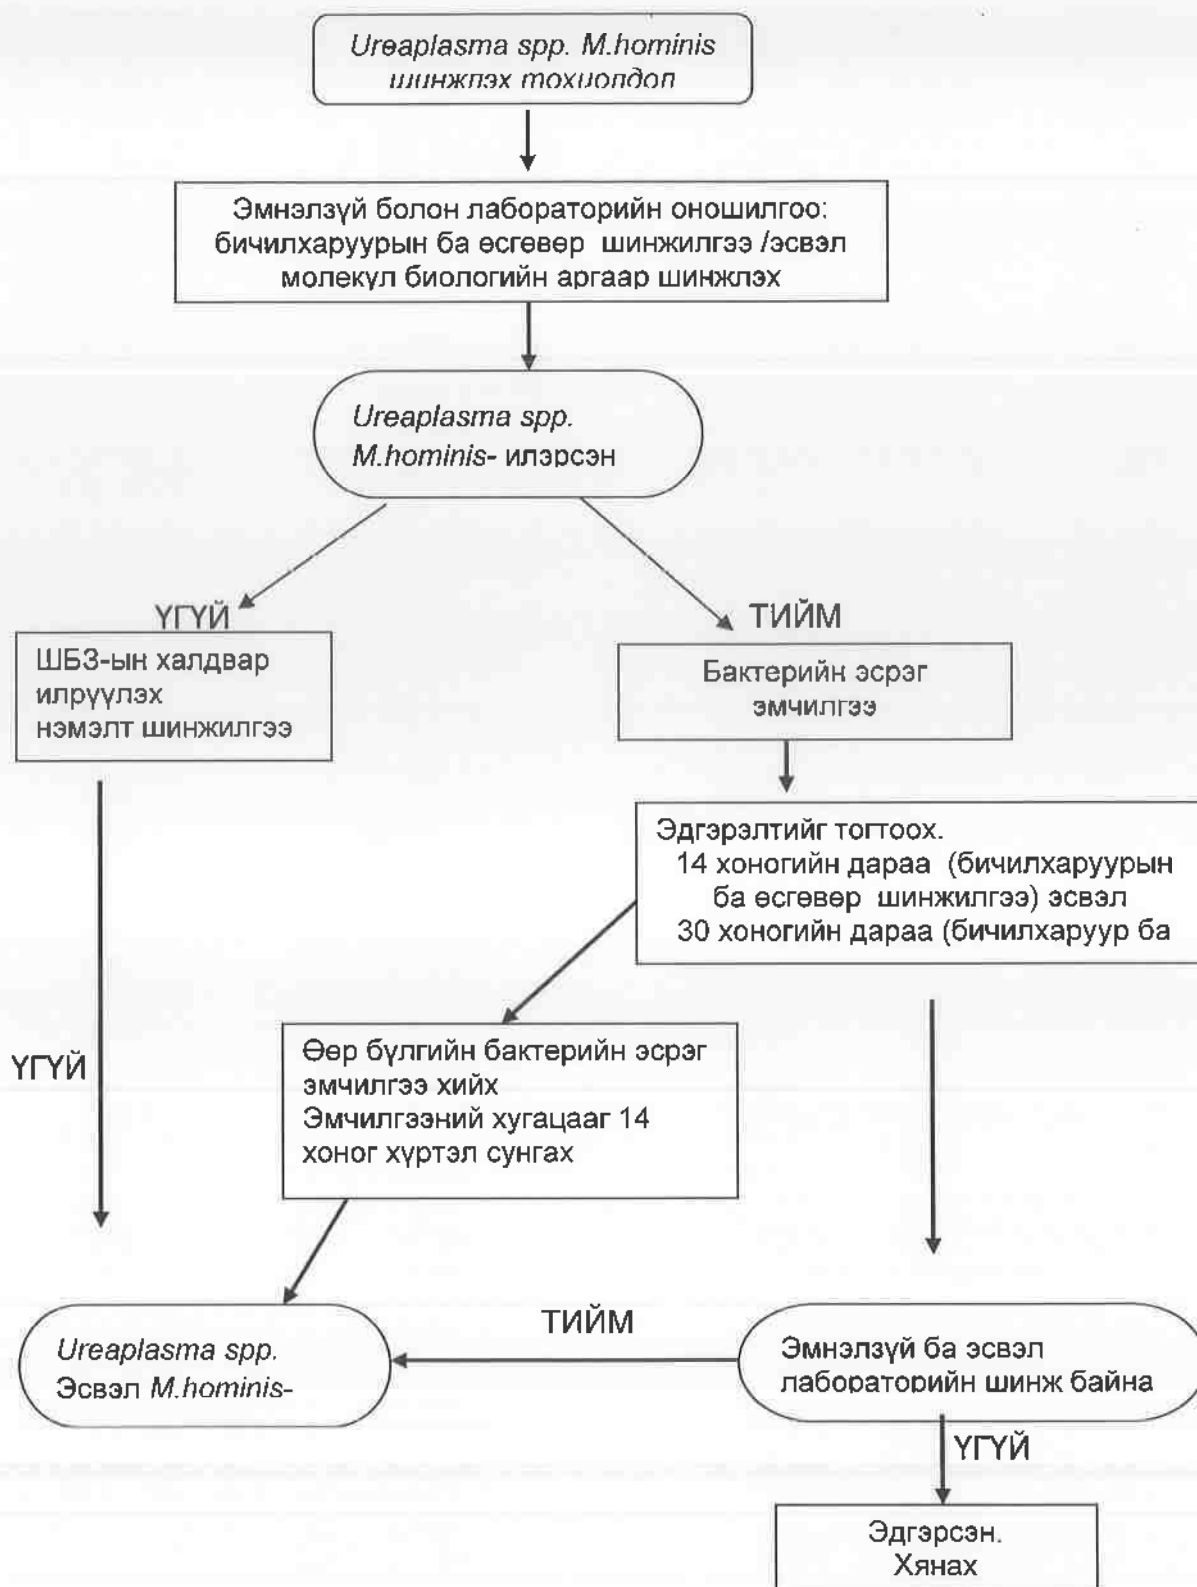 Ureaplasma spp. M.hominis
шинжлэх тохиолдол
Эмнэлзүй болон лабораторийн оношилгоо:
бичилхаруурын ба өсгөвөр шинжилгээ /эсвэл
молекул биологийн аргаар шинжлэх
Ureaplasma spp.
M.hominis- илэрсэн
ҮГҮЙ
ТИЙМ
ШБЗ-ын халдвар
илрүүлэх
нэмэлт шинжилгээ
Бактерийн эсрэг
эмчилгээ
Эдгэрэлтийг тогтоох.
14 хоногийн дараа (бичилхаруурын
ба өсгөвөр шинжилгээ) эсвэл
30 хоногийн дараа (бичилхаруур ба
ҮГҮЙ
Өөр бүлгийн бактерийн эсрэг
эмчилгээ хийх
Эмчилгээний хугацааг 14
хоног хүртэл сунгах
Ureaplasma spp.
Эсвэл M.hominis-
ТИЙМ
Эмнэлзүй ба эсвэл
лабораторийн шинж байна
ҮГҮЙ
Эдгэрсэн.
Хянах